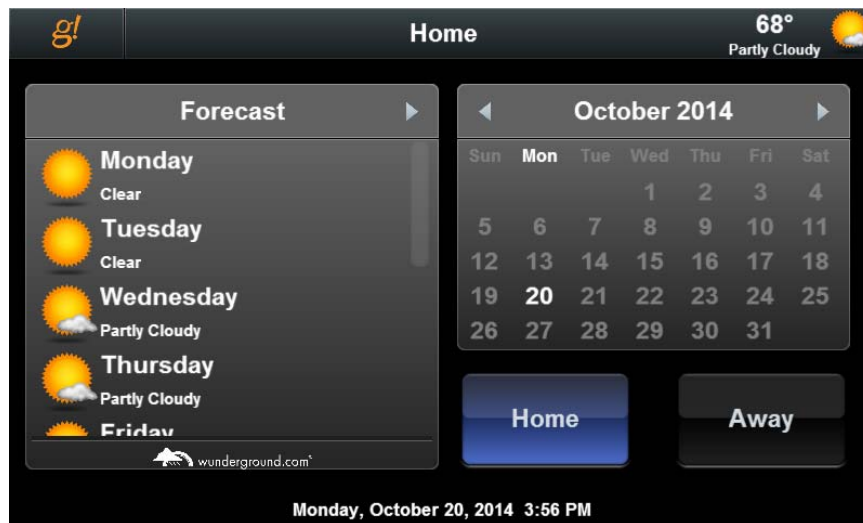 g!
Home
68°
Partly Cloudy
Forecast
Monday
Clear
Tuesday
Clear
Wednesday
Partly Cloudy
Thursday
Partly Cloudy
Friday
wunderground.com
October 2014
Sun Mon Tue Wed Thu Fri Sat
1 2 3 4
5 6 7 8 9 10 11
12 13 14 15 16 17 18
19 20 21 22 23 24 25
26 27 28 29 30 31
Home
Away
Monday, October 20, 2014 3:56 PM